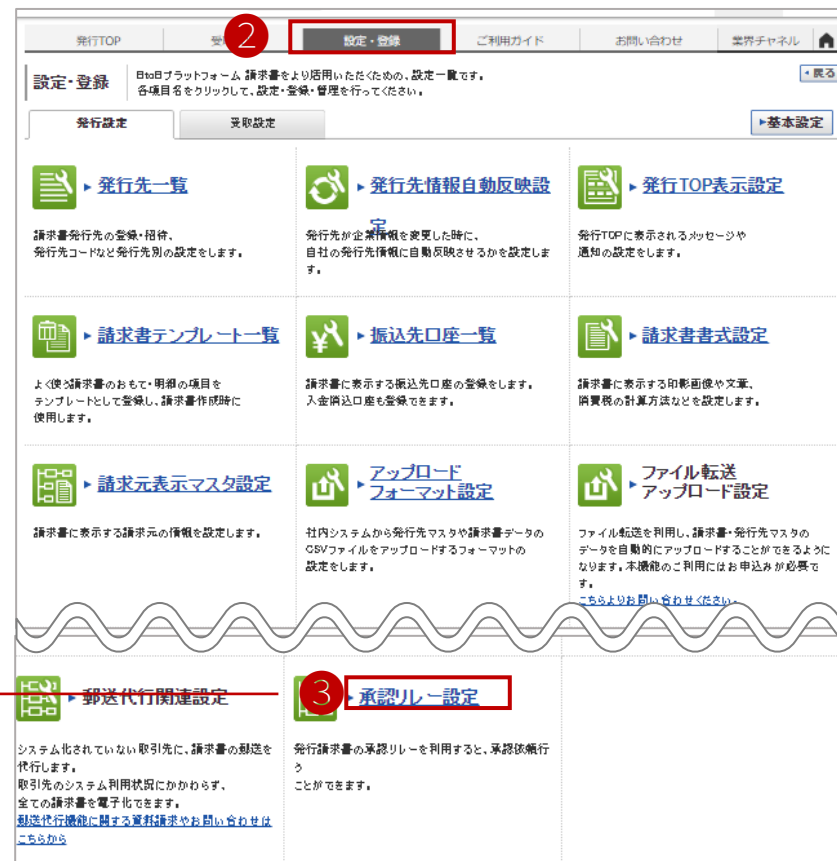 発行TOP
受
2
設定・登録
ご利用ガイド
お問い合わせ
業界チャネル
設定・登録
BtoBプラットフォーム 請求書をより活用いただくための、設定一覧です。
各項目名をクリックして、設定・登録・管理を行ってください。
戻る
発行設定
受取設定
基本設定
発行先一覧
請求書発行先の登録・招待、
発行先コードなど発行先別の設定をします。
発行先情報自動反映設
定
発行先が企業情報を変更した時に、
自社の発行先情報に自動反映させるかを設定しま
す。
発行TOP表示設定
発行TOPに表示されるメッセージや
通知の設定をします。
請求書テンプレート一覧
よく使う請求書のおもて・明細の項目を
テンプレートとして登録し、請求書作成時に
使用します。
振込先口座一覧
請求書に表示する振込先口座の登録をします。
入金消込口座も登録できます。
請求書書式設定
請求書に表示する印影画像や文章、
消費税の計算方法などを設定します。
請求元表示マスタ設定
請求書に表示する請求元の情報を設定します。
アップロード
フォーマット設定
社内システムから発行先マスタや請求書データの
CSVファイルをアップロードするフォーマットの
設定をします。
ファイル転送
アップロード設定
ファイル転送を利用し、請求書・発行先マスタの
データを自動的にアップロードすることができるように
なります。本機能のご利用にはお申込みが必要で
す。
こちらよりお問い合わせください。
郵送代行関連設定
システム化されていない取引先に、請求書の郵送を
代行します。
取引先のシステム利用状況にかかわらず、
全ての請求書を電子化できます。
郵送代行機能に関する資料請求やお問い合わせは
こちらから
3
承認リレー設定
発行請求書の承認リレーを利用すると、承認依頼行
う
ことができます。